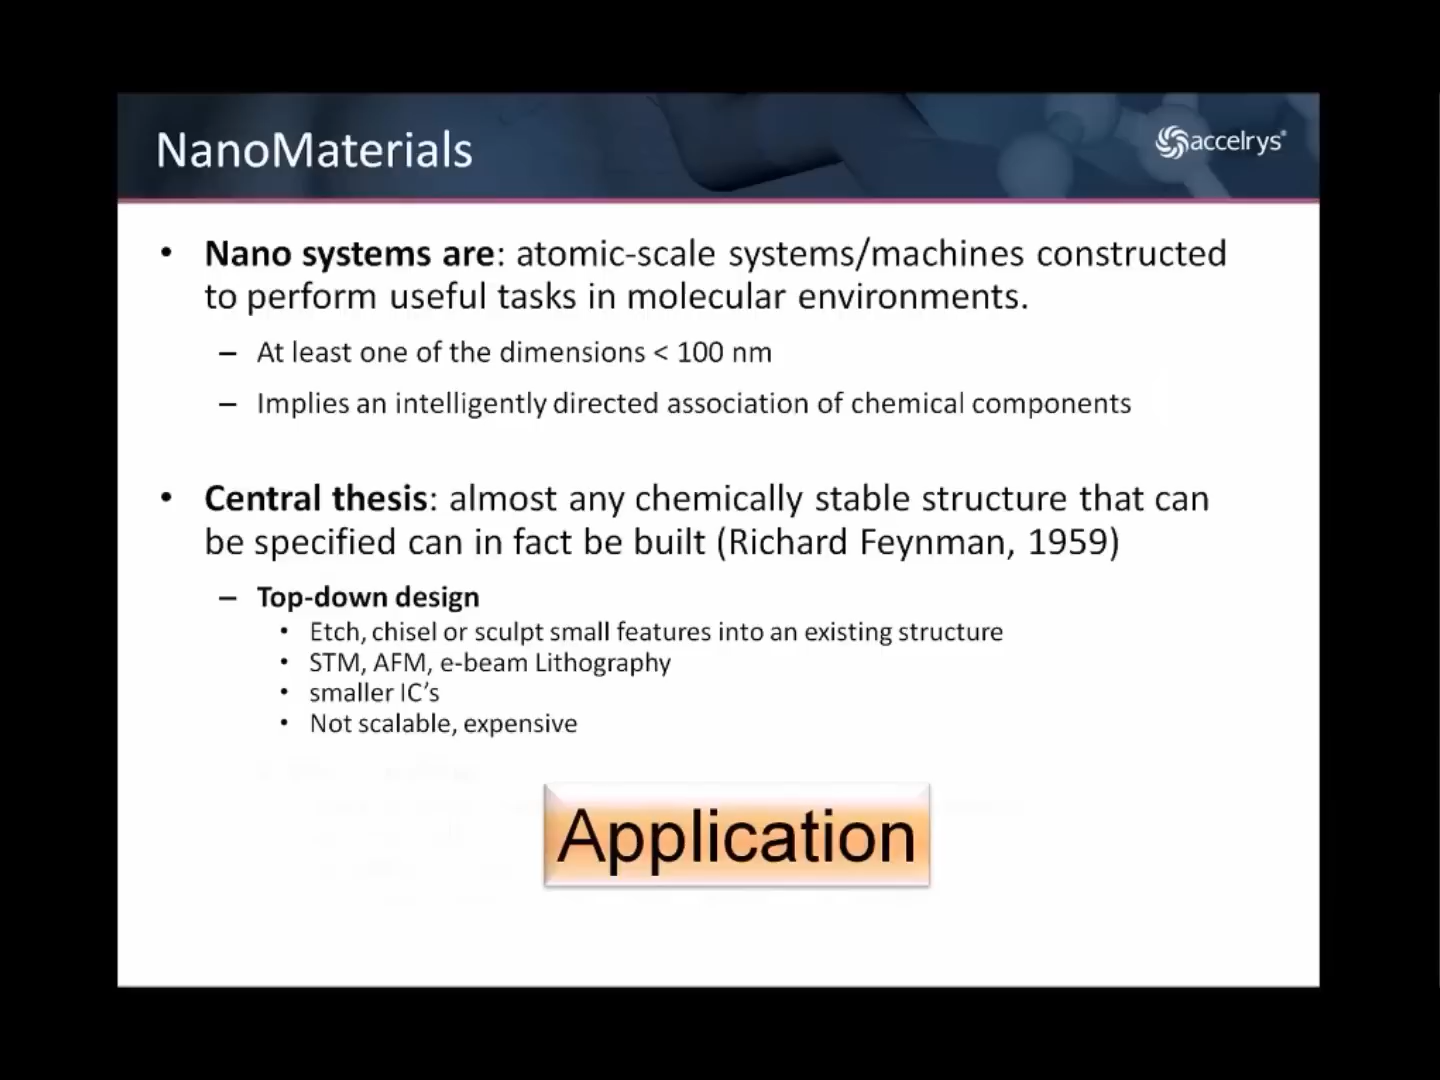 NanoMaterials
accelrys®
• Nano systems are: atomic-scale systems/machines constructed
to perform useful tasks in molecular environments.
– At least one of the dimensions < 100 nm
– Implies an intelligently directed association of chemical components
• Central thesis: almost any chemically stable structure that can
be specified can in fact be built (Richard Feynman, 1959)
– Top-down design
• Etch, chisel or sculpt small features into an existing structure
• STM, AFM, e-beam Lithography
• smaller IC’s
• Not scalable, expensive
Application